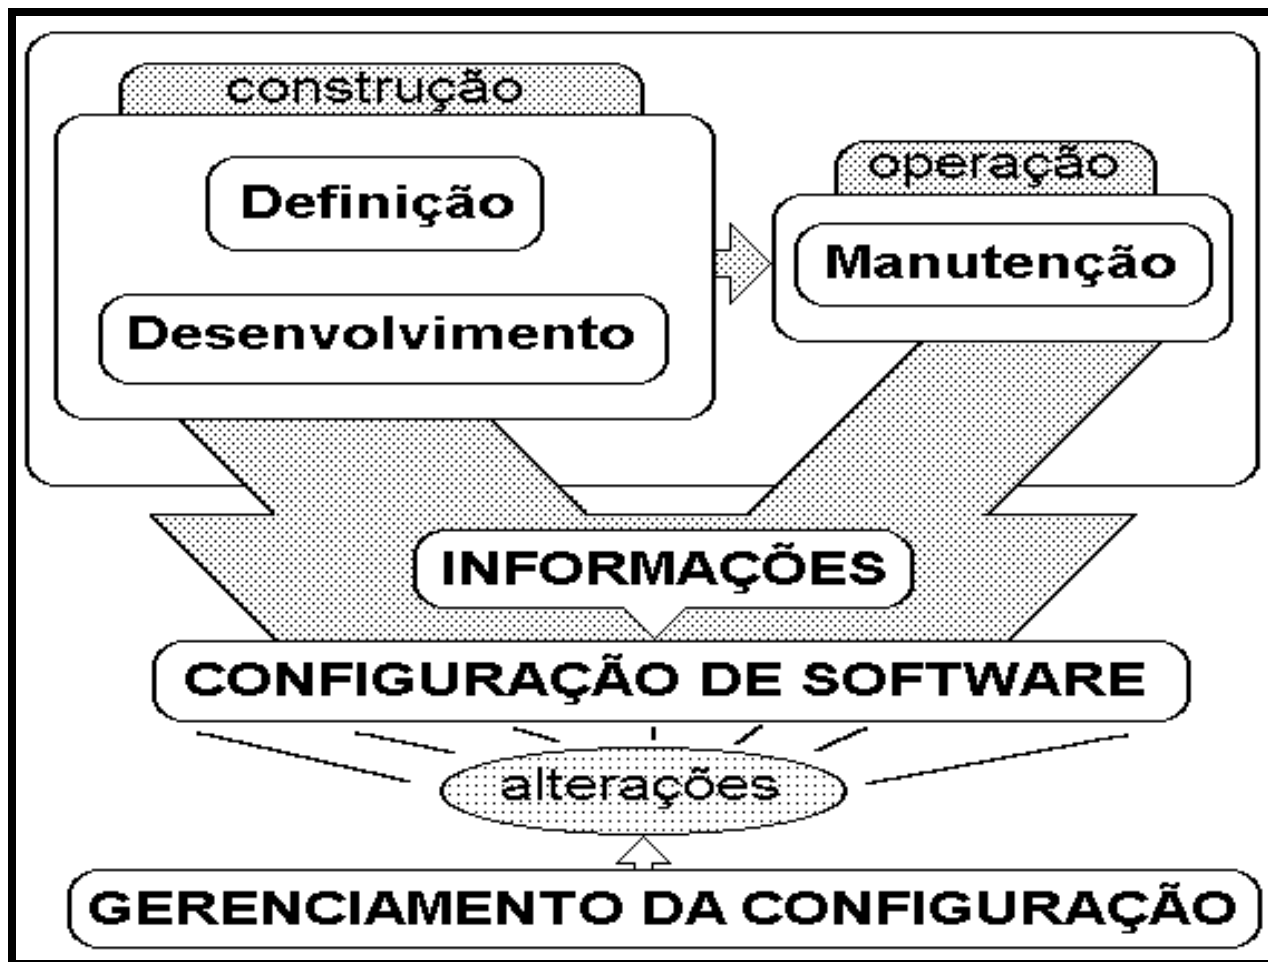 construção
Definição
Desenvolvimento
operação
Manutenção
INFORMAÇÕES
CONFIGURAÇÃO DE SOFTWARE
alterações
GERENCIAMENTO DA CONFIGURAÇÃO